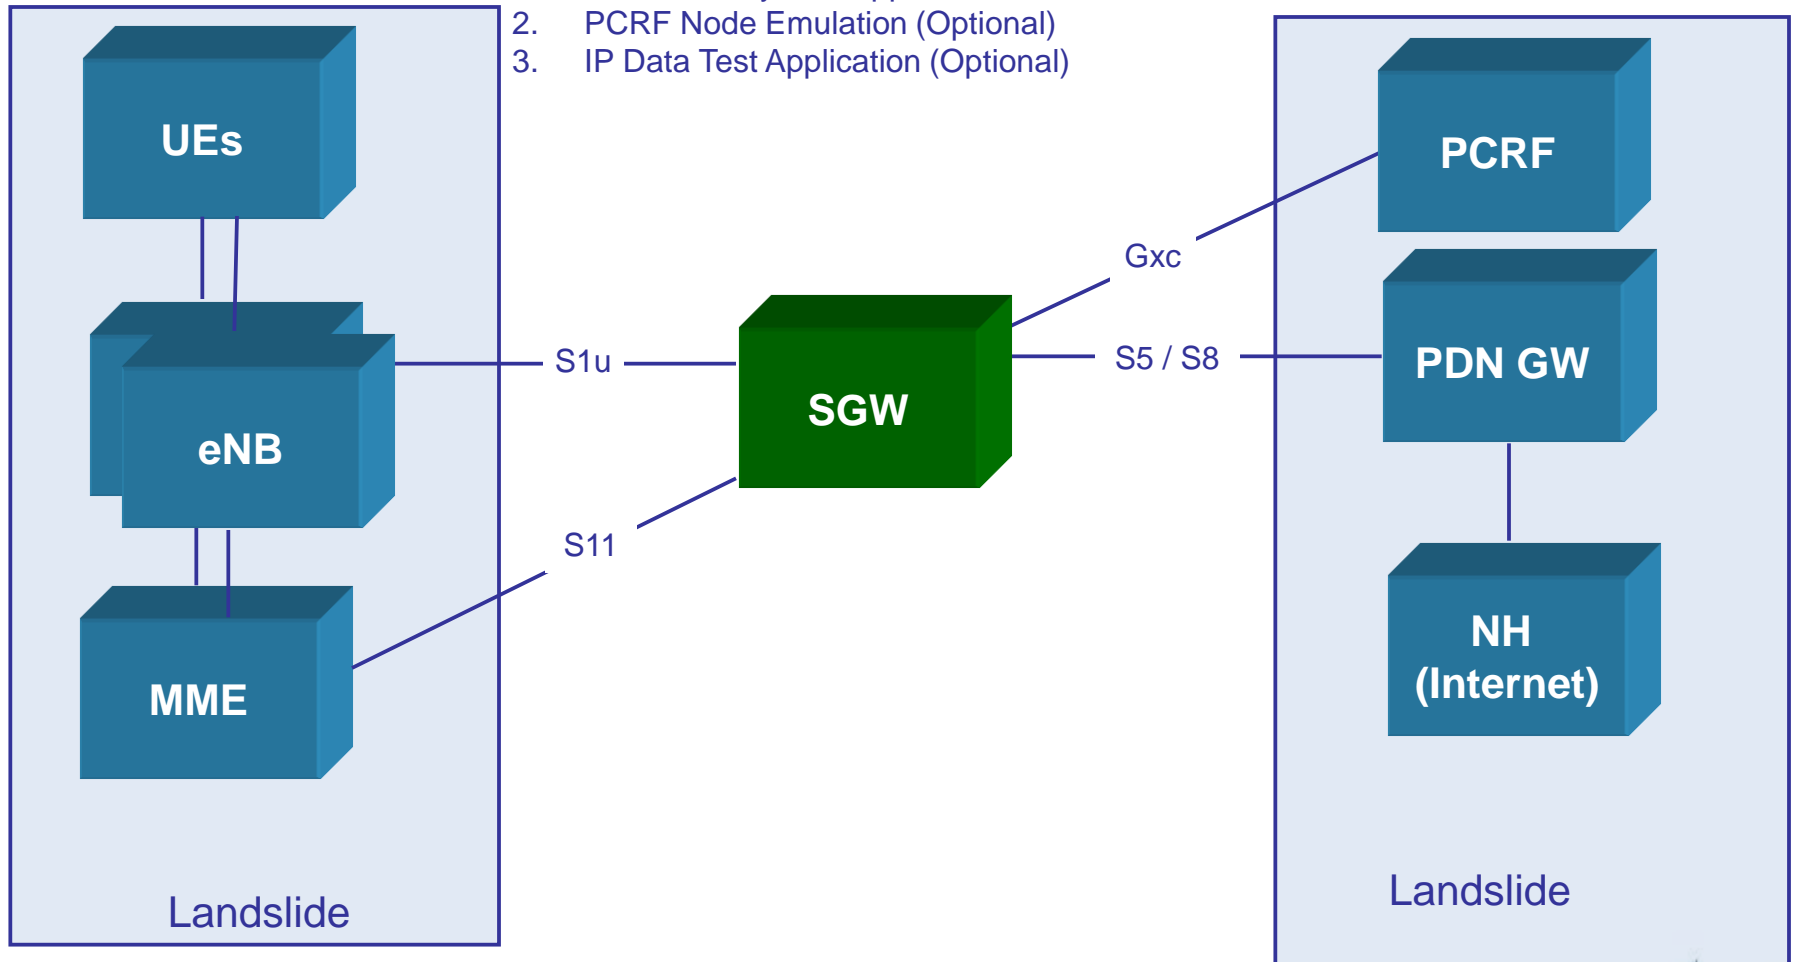 2. PCRF Node Emulation (Optional)
3. IP Data Test Application (Optional)
UEs
PCRF
Gxc
S1u
S5 / S8
PDN GW
SGW
eNB
S11
NH
(Internet)
MME
Landslide
Landslide